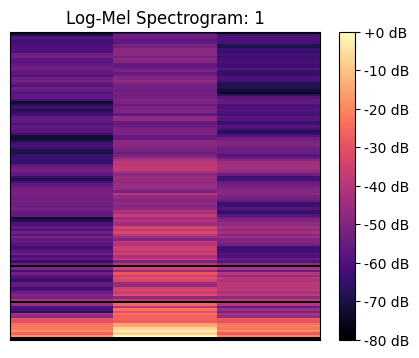 Log-Mel Spectrogram: 1
+0 dB
-10 dB
-20 dB
-30 dB
-40 dB
-50 dB
-60 dB
-70 dB
-80 dB